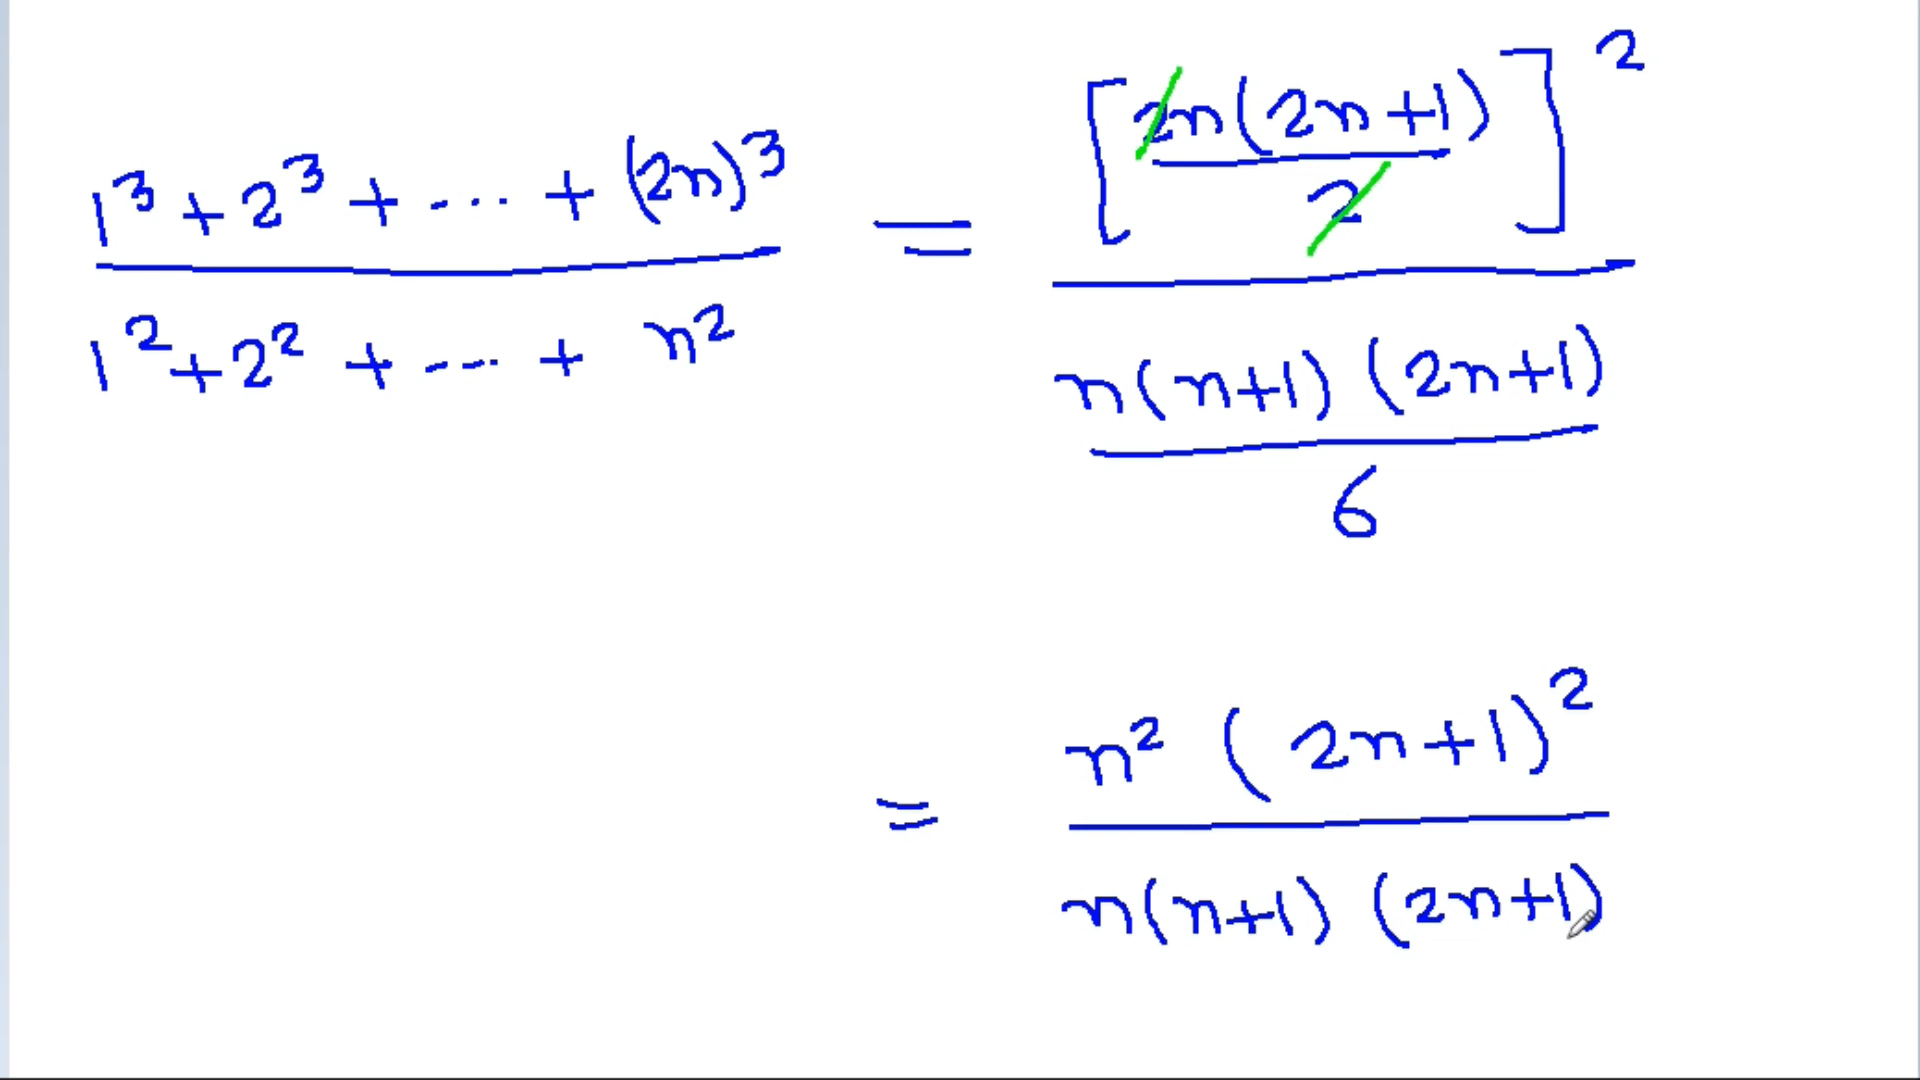 1³ + 2³ + ... + (2n)³ = [2n(2n+1)
2]²
1² + 2² + ... + n²
n(n+1) (2n+1)
6
= n² (2n+1)²
n(n+1) (2n+1)